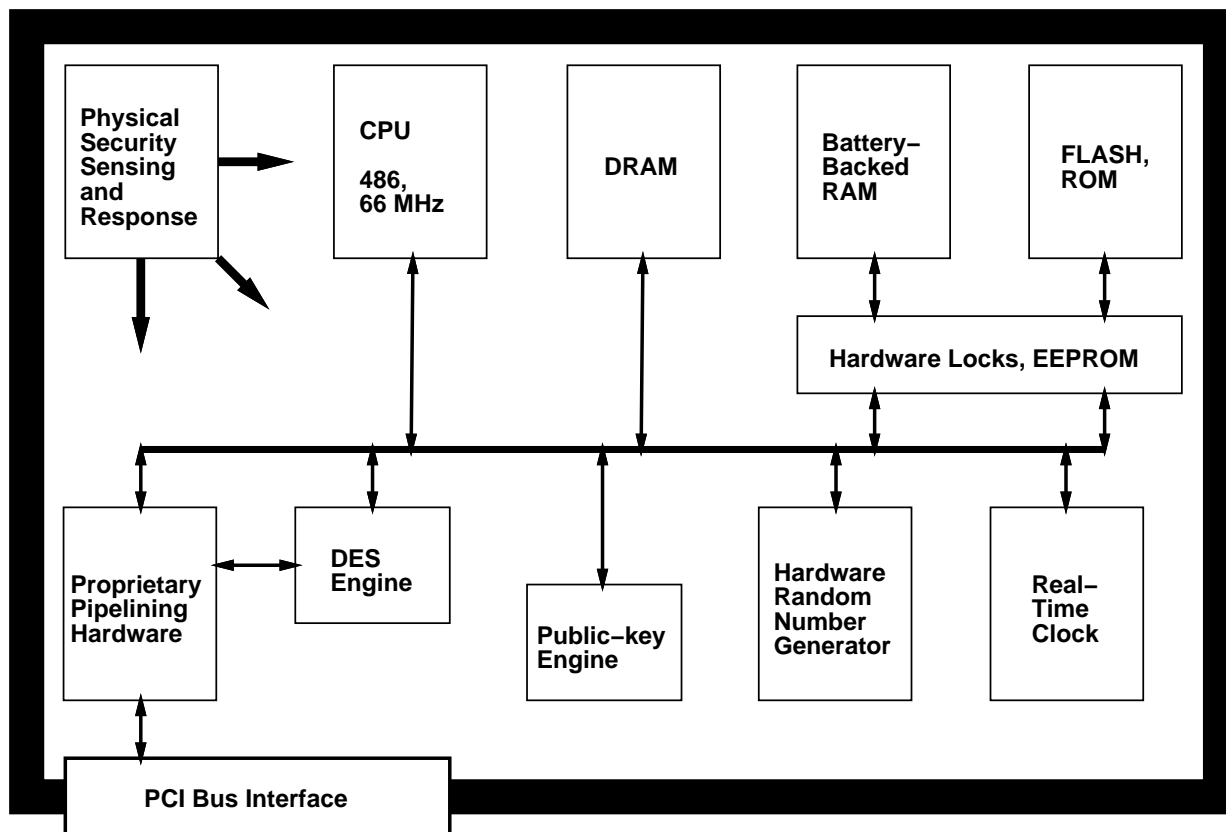 Physical
Security
Sensing
and
Response
CPU
486,
66 MHz
DRAM
Battery–
Backed
RAM
FLASH,
ROM
Hardware Locks, EEPROM
Proprietary
Pipelining
Hardware
DES
Engine
Public–key
Engine
Hardware
Random
Number
Generator
Real–
Time
Clock
PCI Bus Interface